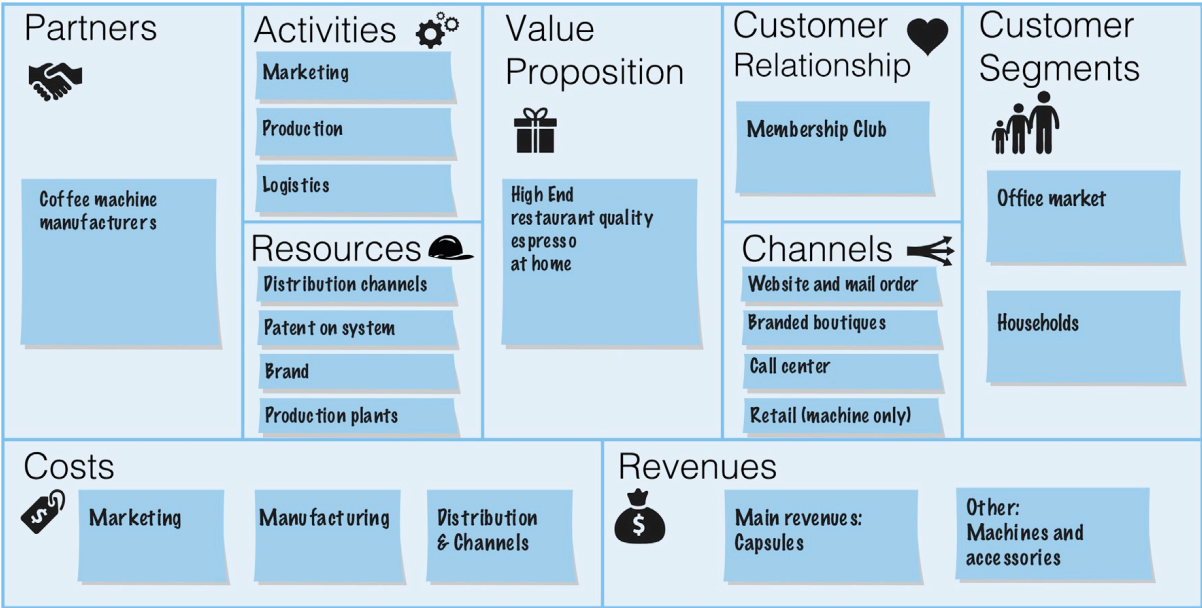 Partners
Coffee machine
manufacturers
Activities
Marketing
Production
Logistics
Resources
Distribution channels
Patent on system
Brand
Production plants
Value
Proposition
High End
restaurant quality
espresso
at home
Customer
Relationship
Membership Club
Channels
Website and mail order
Branded boutiques
Call center
Retail (machine only)
Customer
Segments
Office market
Households
Costs
$
Marketing
Manufacturing
Distribution
& Channels
Revenues
$
Main revenues:
Capsules
Other:
Machines and
accessories